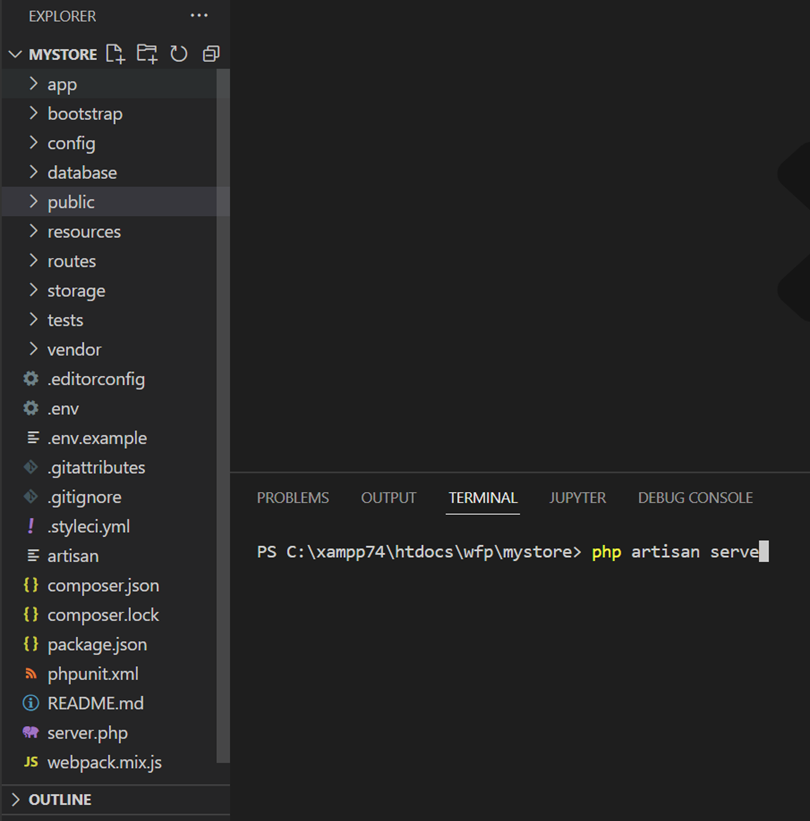 EXPLORER
MYSTORE
app
bootstrap
config
database
public
resources
routes
storage
tests
vendor
.editorconfig
.env
.env.example
.gitattributes
.gitignore
.styleci.yml
artisan
composer.json
composer.lock
package.json
phpunit.xml
README.md
server.php
JS webpack.mix.js
OUTLINE
PROBLEMS OUTPUT TERMINAL JUPYTER DEBUG CONSOLE
PS C:\xampp74\htdocs\wfp\mystore> php artisan serve